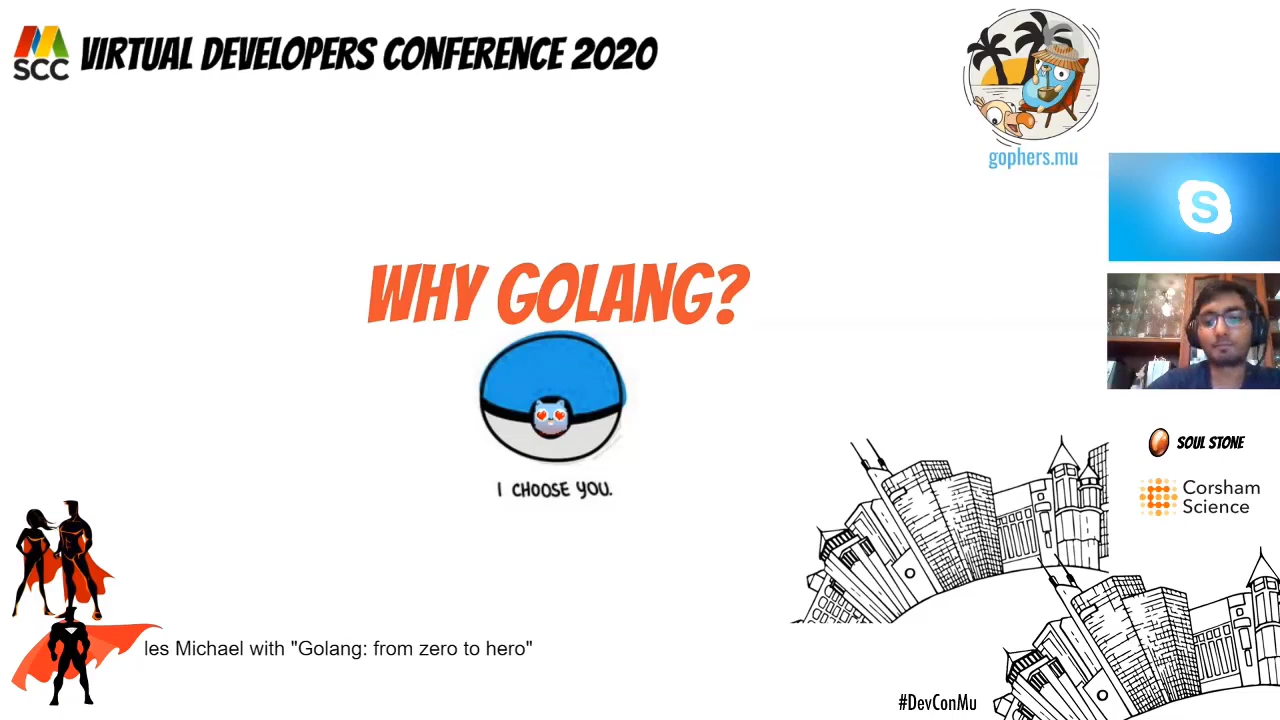 SCC
VIRTUAL DEVELOPERS CONFERENCE 2020
gophers.mu
S
WHY GOLANG?
I CHOOSE YOU.
SOUL STONE
Corsham
Science
les Michael with "Golang: from zero to hero"
#DevConMu